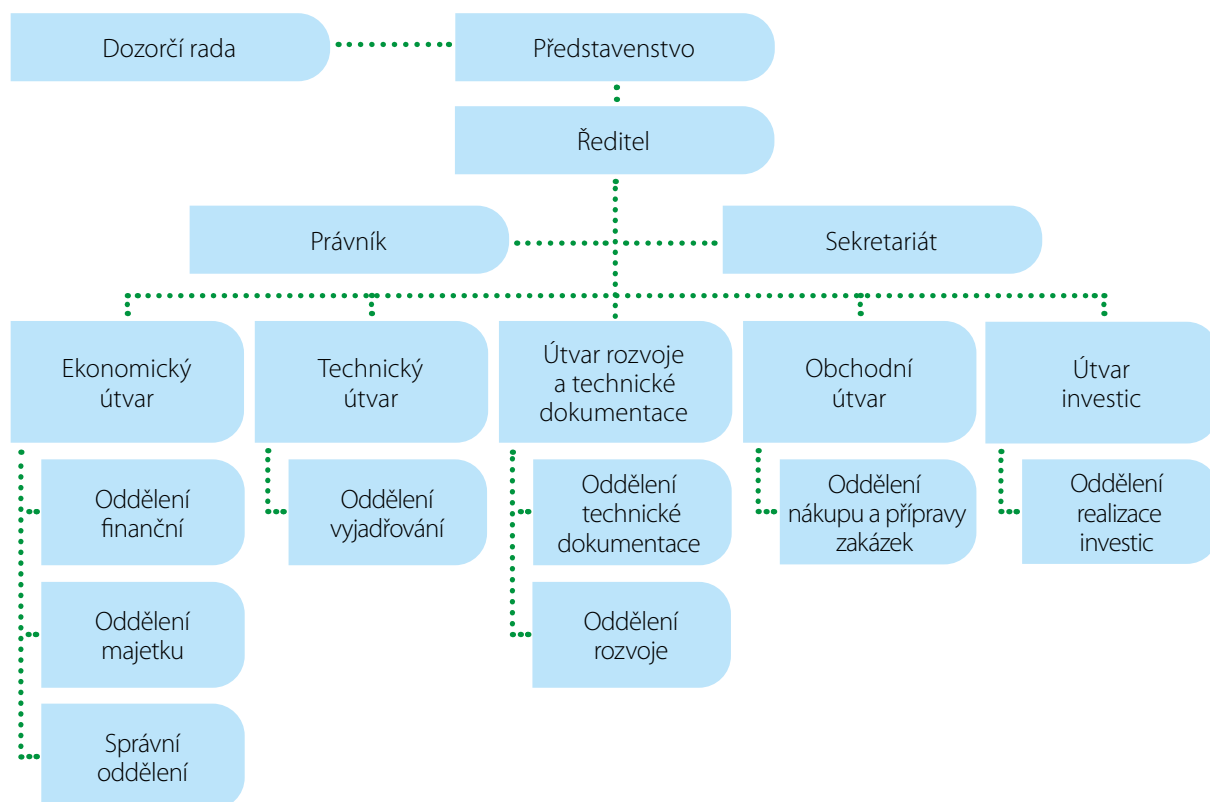 Dozorčí rada
Představenstvo
Ředitel
Právník
Sekretariát
Ekonomický
útvar
Technický
útvar
Útvar rozvoje
a technické
dokumentace
Obchodní
útvar
Útvar
investic
Oddělení
finanční
Oddělení
vyjadřování
Oddělení
technické
dokumentace
Oddělení
nákupu a přípravy
zakázek
Oddělení
realizace
investic
Oddělení
majetku
Oddělení
rozvoje
Správní
oddělení